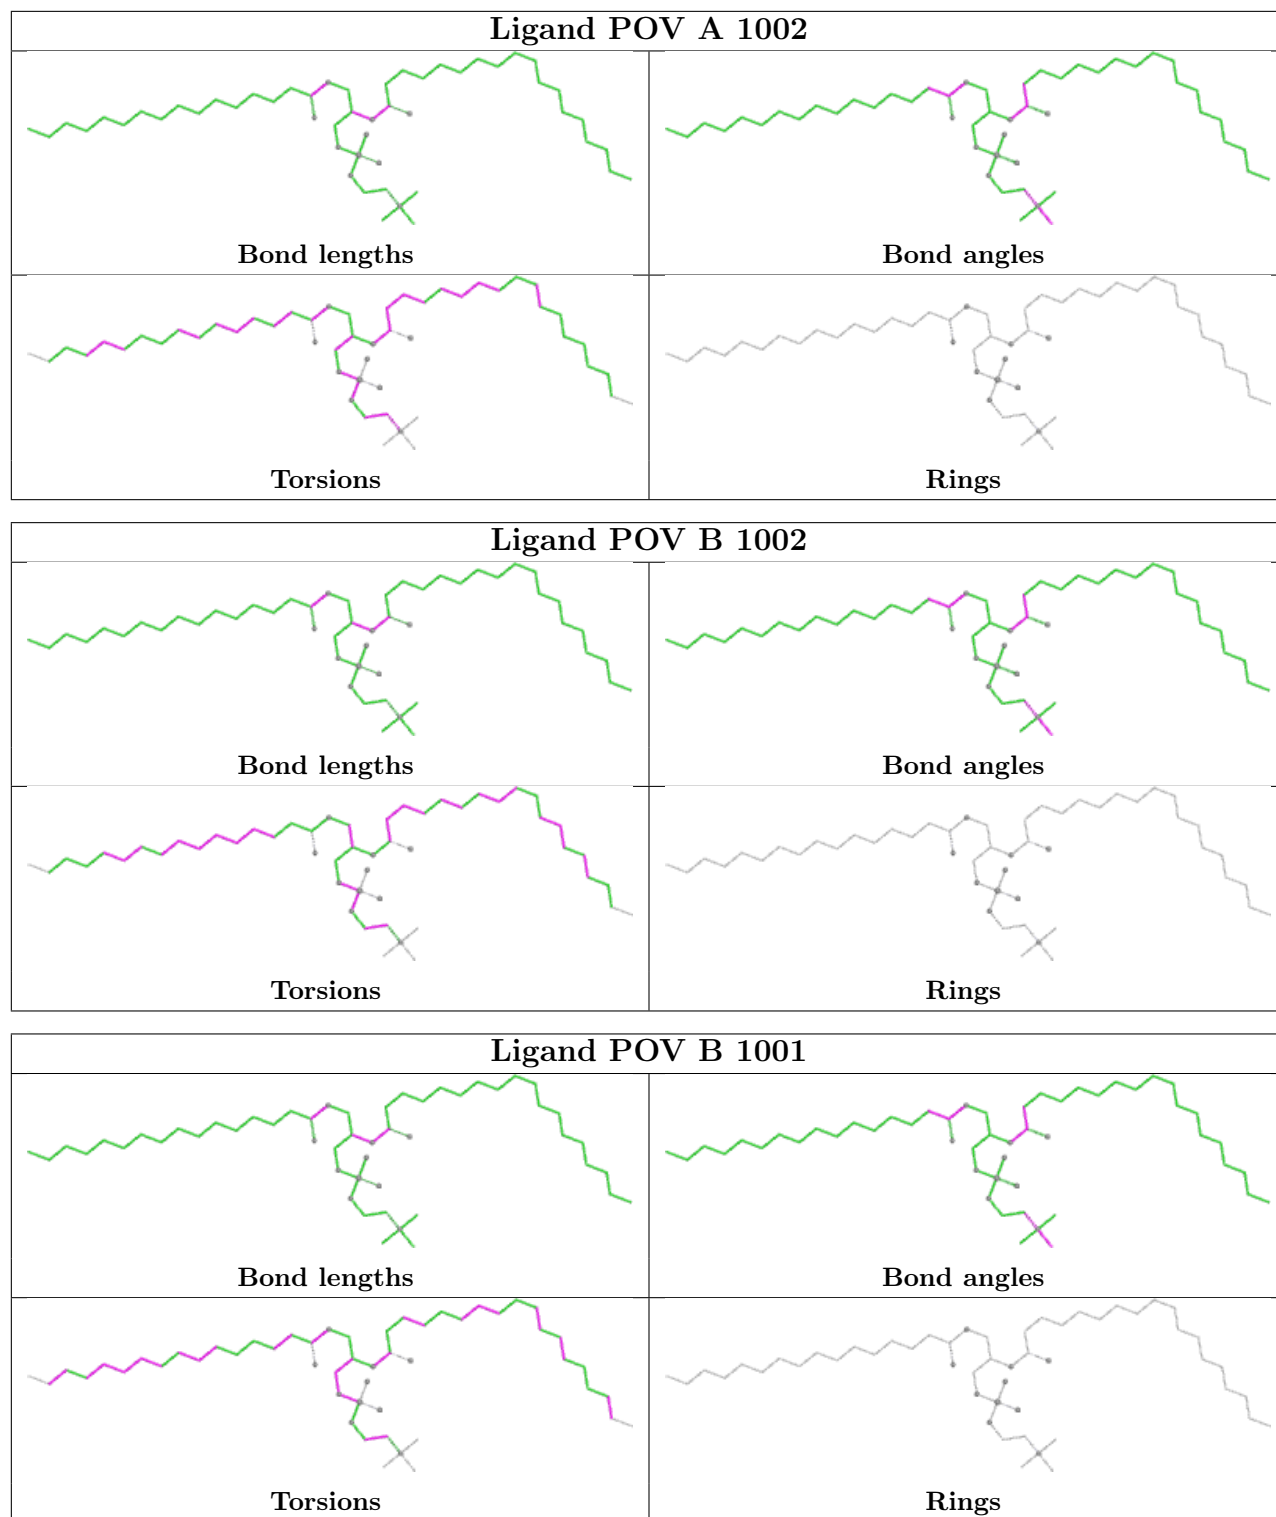 Ligand POV A 1002
Bond lengths
Bond angles
Torsions
Rings
Ligand POV B 1002
Bond lengths
Bond angles
Torsions
Rings
Ligand POV B 1001
Bond lengths
Bond angles
Torsions
Rings